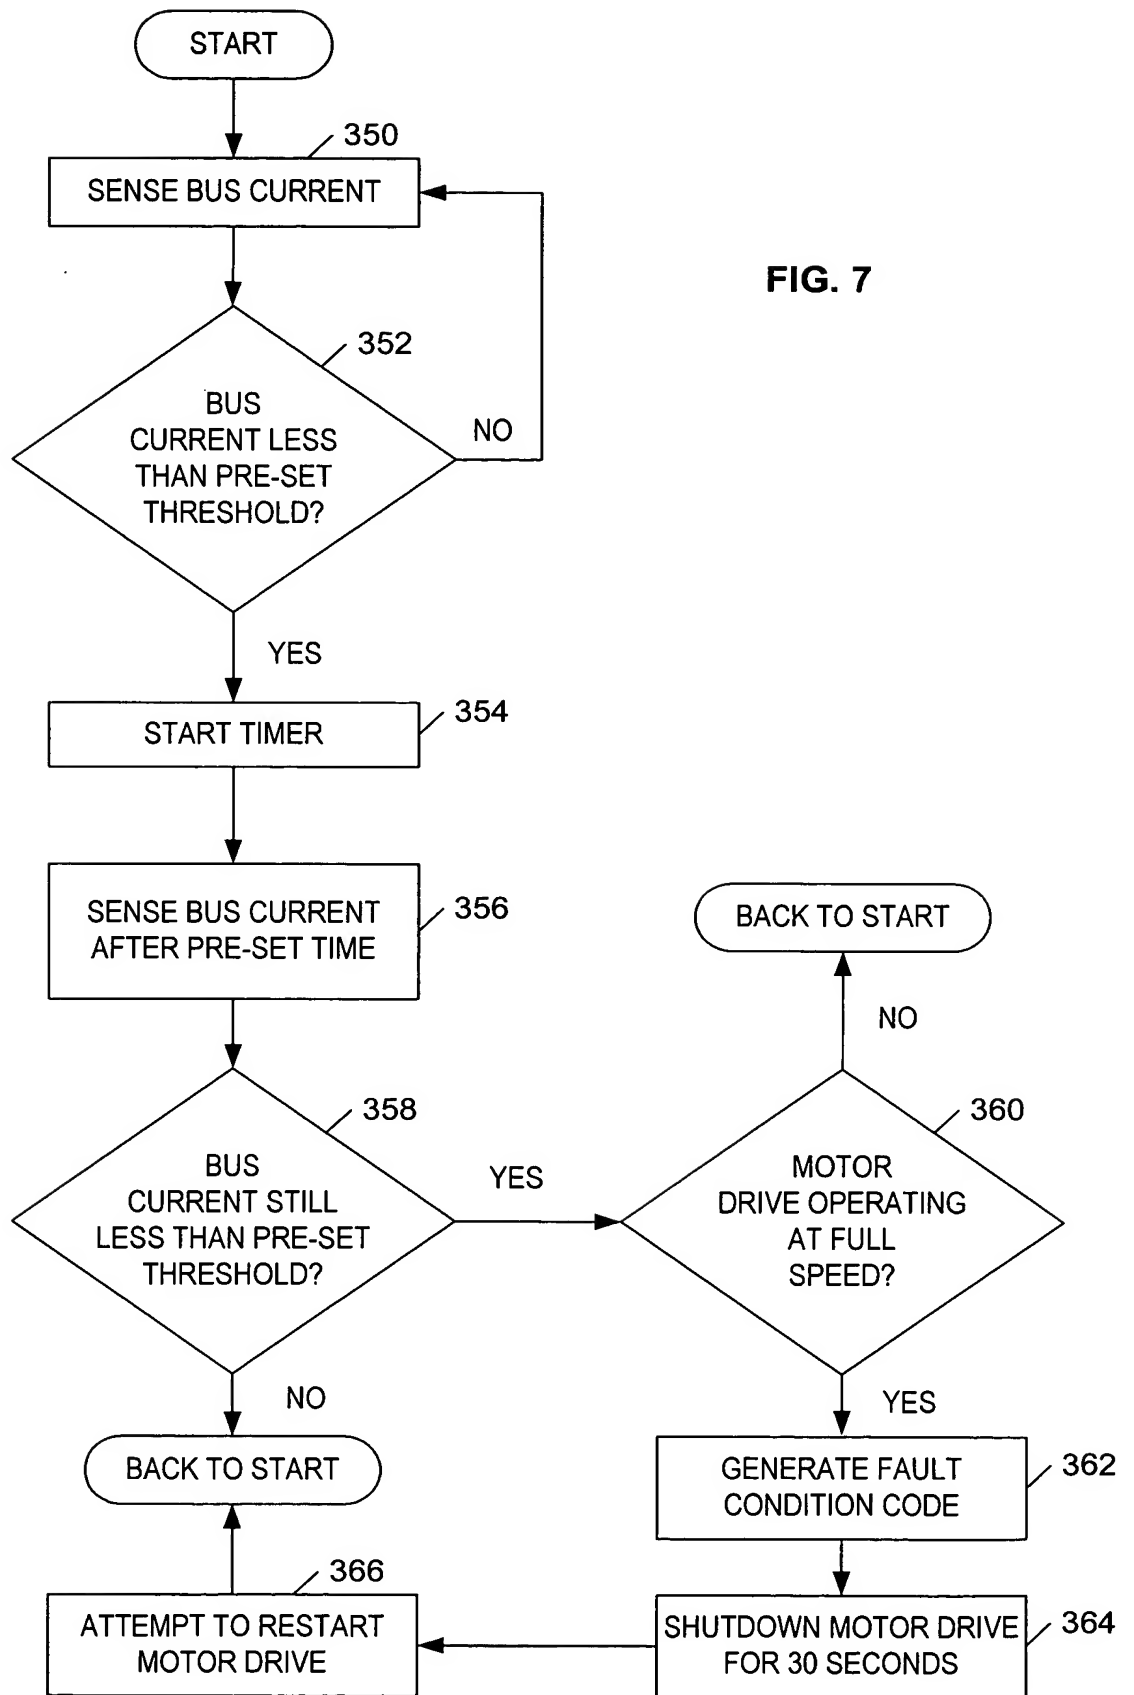 START
350
SENSE BUS CURRENT
FIG. 7
352
BUS
CURRENT LESS
THAN PRE-SET
THRESHOLD?
NO
YES
354
START TIMER
356
SENSE BUS CURRENT
AFTER PRE-SET TIME
BACK TO START
NO
358
BUS
CURRENT STILL
LESS THAN PRE-SET
THRESHOLD?
YES
360
MOTOR
DRIVE OPERATING
AT FULL
SPEED?
NO
YES
BACK TO START
362
GENERATE FAULT
CONDITION CODE
366
ATTEMPT TO RESTART
MOTOR DRIVE
364
SHUTDOWN MOTOR DRIVE
FOR 30 SECONDS